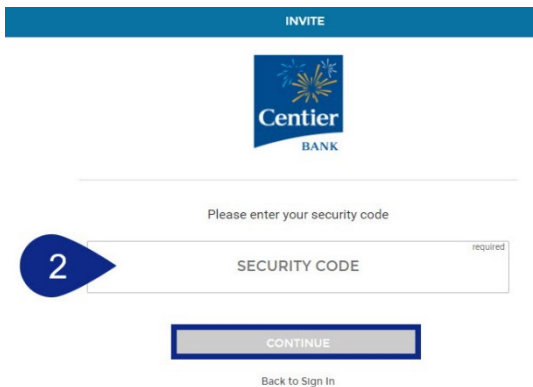 INVITE
Centier
BANK
Please enter your security code
required
2
SECURITY CODE
CONTINUE
Back to Sign In